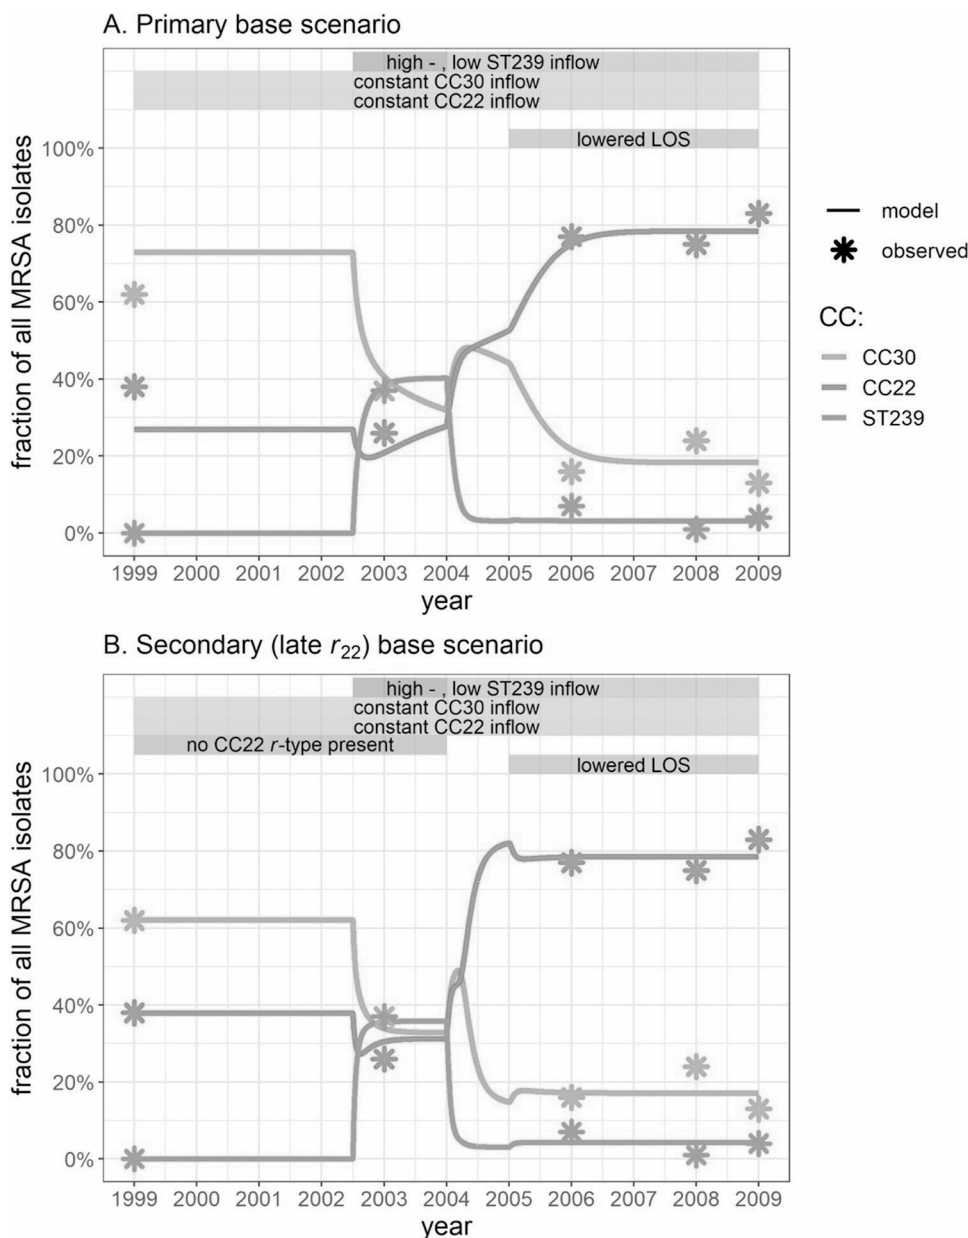 A. Primary base scenario
high - , low ST239 inflow
constant CC30 inflow
constant CC22 inflow
lowered LOS
100%
80%
60%
40%
20%
0%
fraction of all MRSA isolates
1999 2000 2001 2002 2003 2004 2005 2006 2007 2008 2009
year
model
observed
CC:
CC30
CC22
ST239
B. Secondary (late r22) base scenario
high - , low ST239 inflow
constant CC30 inflow
constant CC22 inflow
no CC22 r-type present
lowered LOS
100%
80%
60%
40%
20%
0%
fraction of all MRSA isolates
1999 2000 2001 2002 2003 2004 2005 2006 2007 2008 2009
year